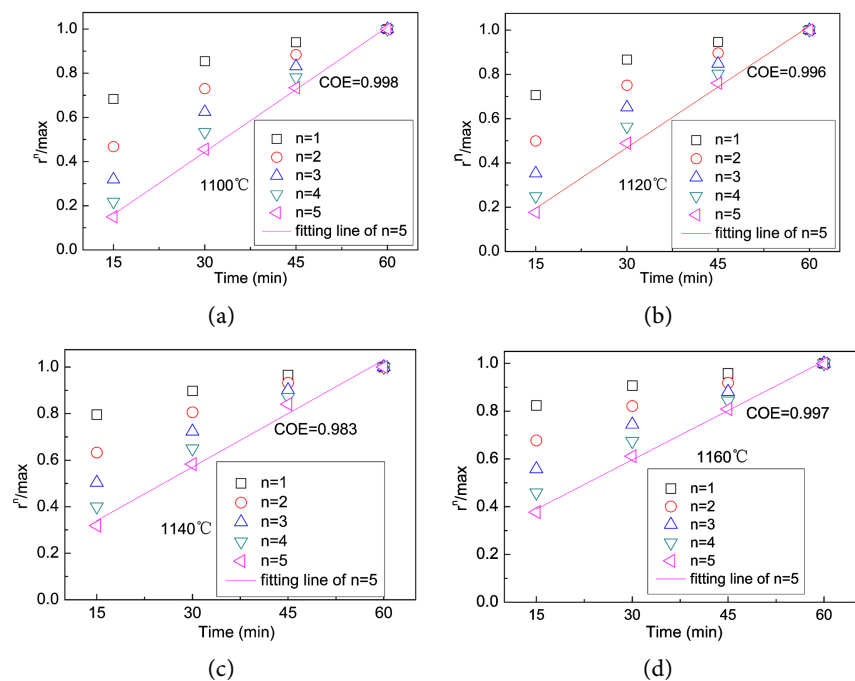 (a)
1.0
0.8
0.6
0.4
0.2
0.0
rⁿ/max
COE=0.998
1100℃
n=1
n=2
n=3
n=4
n=5
fitting line of n=5
15 30 45 60
Time (min)
(a)
1.0
0.8
0.6
0.4
0.2
0.0
rⁿ/max
COE=0.996
1120℃
n=1
n=2
n=3
n=4
n=5
fitting line of n=5
15 30 45 60
Time (min)
(b)
1.0
0.8
0.6
0.4
0.2
0.0
rⁿ/max
COE=0.983
1140℃
n=1
n=2
n=3
n=4
n=5
fitting line of n=5
15 30 45 60
Time (min)
(c)
1.0
0.8
0.6
0.4
0.2
0.0
rⁿ/max
COE=0.997
1160℃
n=1
n=2
n=3
n=4
n=5
fitting line of n=5
15 30 45 60
Time (min)
(d)